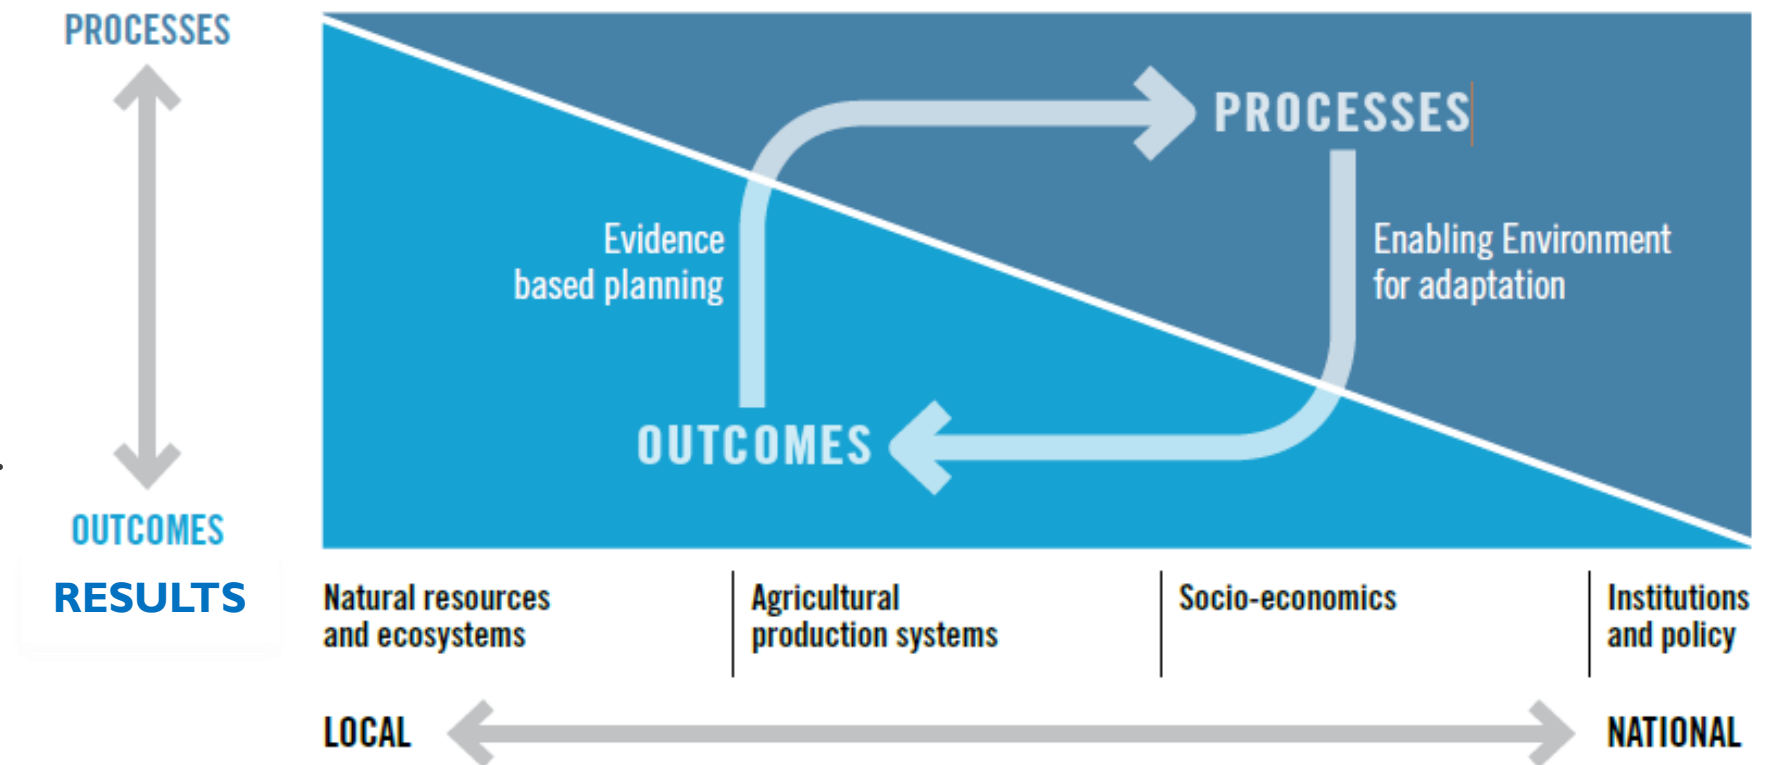 PROCESSES
OUTCOMES
RESULTS
PROCESSES
Evidence
based planning
Enabling Environment
for adaptation
OUTCOMES
Natural resources
and ecosystems
Agricultural
production systems
Socio-economics
Institutions
and policy
LOCAL
NATIONAL